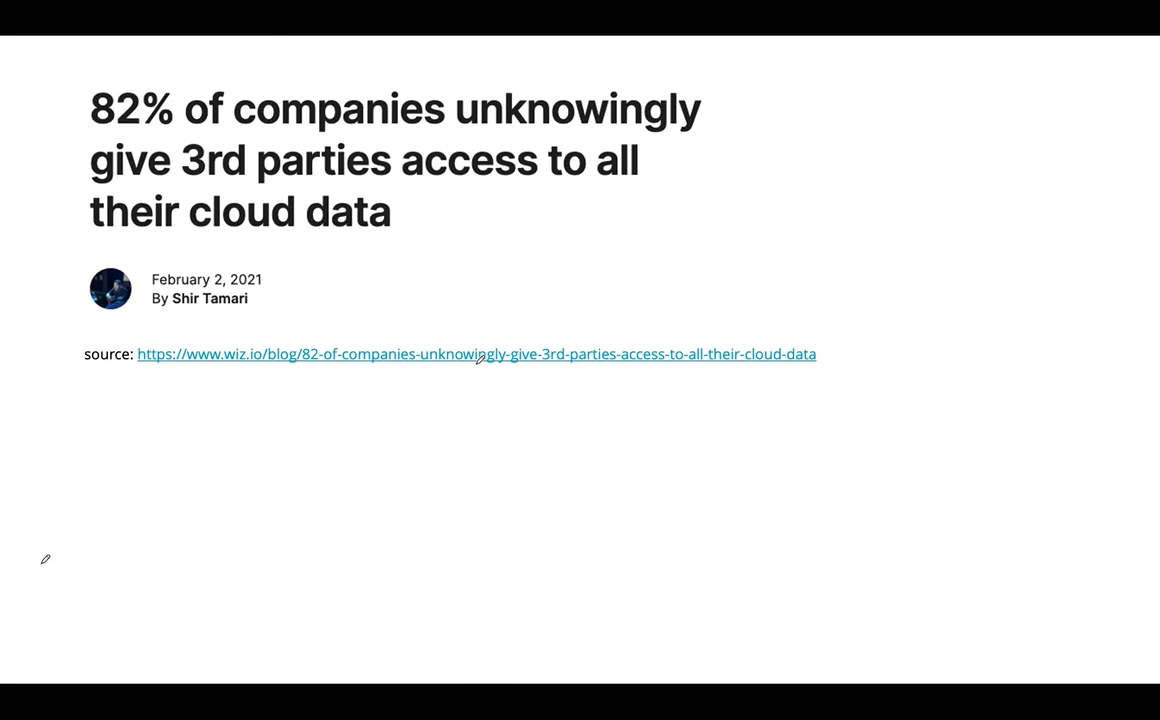 82% of companies unknowingly
give 3rd parties access to all
their cloud data
February 2, 2021
By Shir Tamari
source: https://www.wiz.io/blog/82-of-companies-unknowingly-give-3rd-parties-access-to-all-their-cloud-data